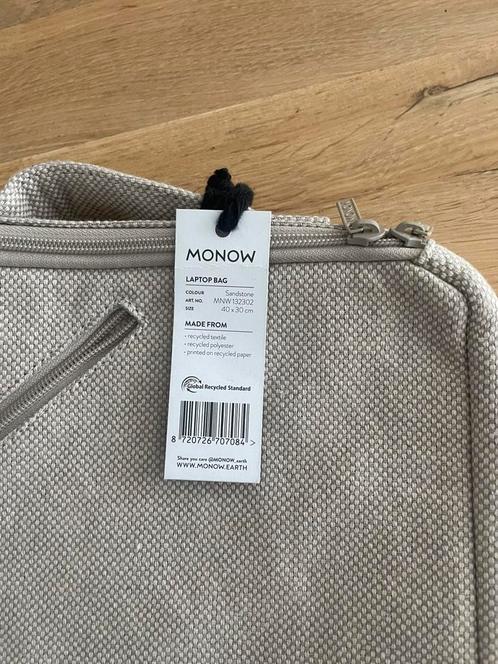 MONOW
LAPTOP BAG
COLOUR Sandstone
ART. NO. MNW132302
SIZE 40 x 30 cm
MADE FROM
• recycled textile
• recycled polyester
• printed on recycled paper
Global Recycled Standard
8 720726 707084 >
Share you care @MONOW_earth
WWW.MONOW.EARTH